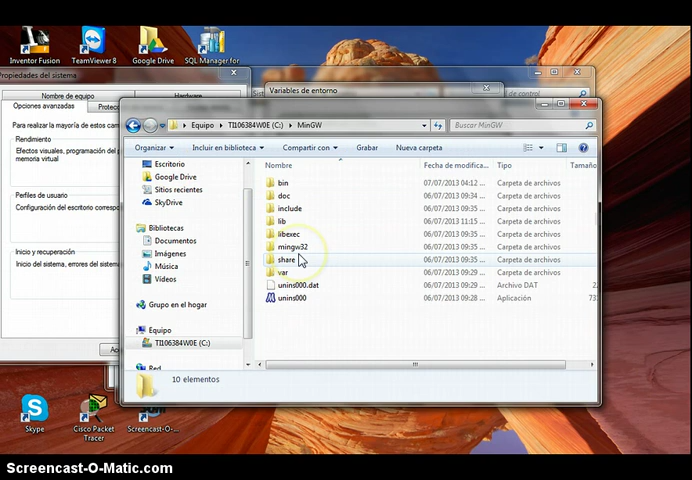 Inventor Fusion
TeamViewer 8
Google Drive
SQL Manager for
Propiedades del sistema
Nombre de equipo
Hardware
Opciones avanzadas
Para realizar la mayoría de estos cam
Rendimiento
Efectos visuales, programación del p
memoria virtual
Perfiles de usuario
Configuración del escritorio correspon
Inicio y recuperación
Inicio del sistema, errores del sistema
Variables de entorno
de control
Equipo
TI106384W0E (C:)
MinGW
Buscar MinGW
Organizar
Incluir en biblioteca
Compartir con
Grabar
Nueva carpeta
Escritorio
Google Drive
Sitios recientes
SkyDrive
Bibliotecas
Documentos
Imágenes
Música
Vídeos
Grupo en el hogar
Equipo
TI106384W0E (C:)
Red
Nombre
Fecha de modifica...
Tipo
Tamaño
bin 07/07/2013 04:12 ... Carpeta de archivos
doc 06/07/2013 09:35 ... Carpeta de archivos
include 06/07/2013 09:35 ... Carpeta de archivos
lib 06/07/2013 11:15 ... Carpeta de archivos
libexec 06/07/2013 09:35 ... Carpeta de archivos
mingw32 06/07/2013 09:35 ... Carpeta de archivos
share 06/07/2013 09:35 ... Carpeta de archivos
var 06/07/2013 09:29 ... Carpeta de archivos
unins000.dat 06/07/2013 09:29 ... Archivo DAT
unins000 06/07/2013 09:28 ... Aplicación
10 elementos
Skype
Cisco Packet
Tracer
Screencast-O-...
Screencast-O-Matic.com